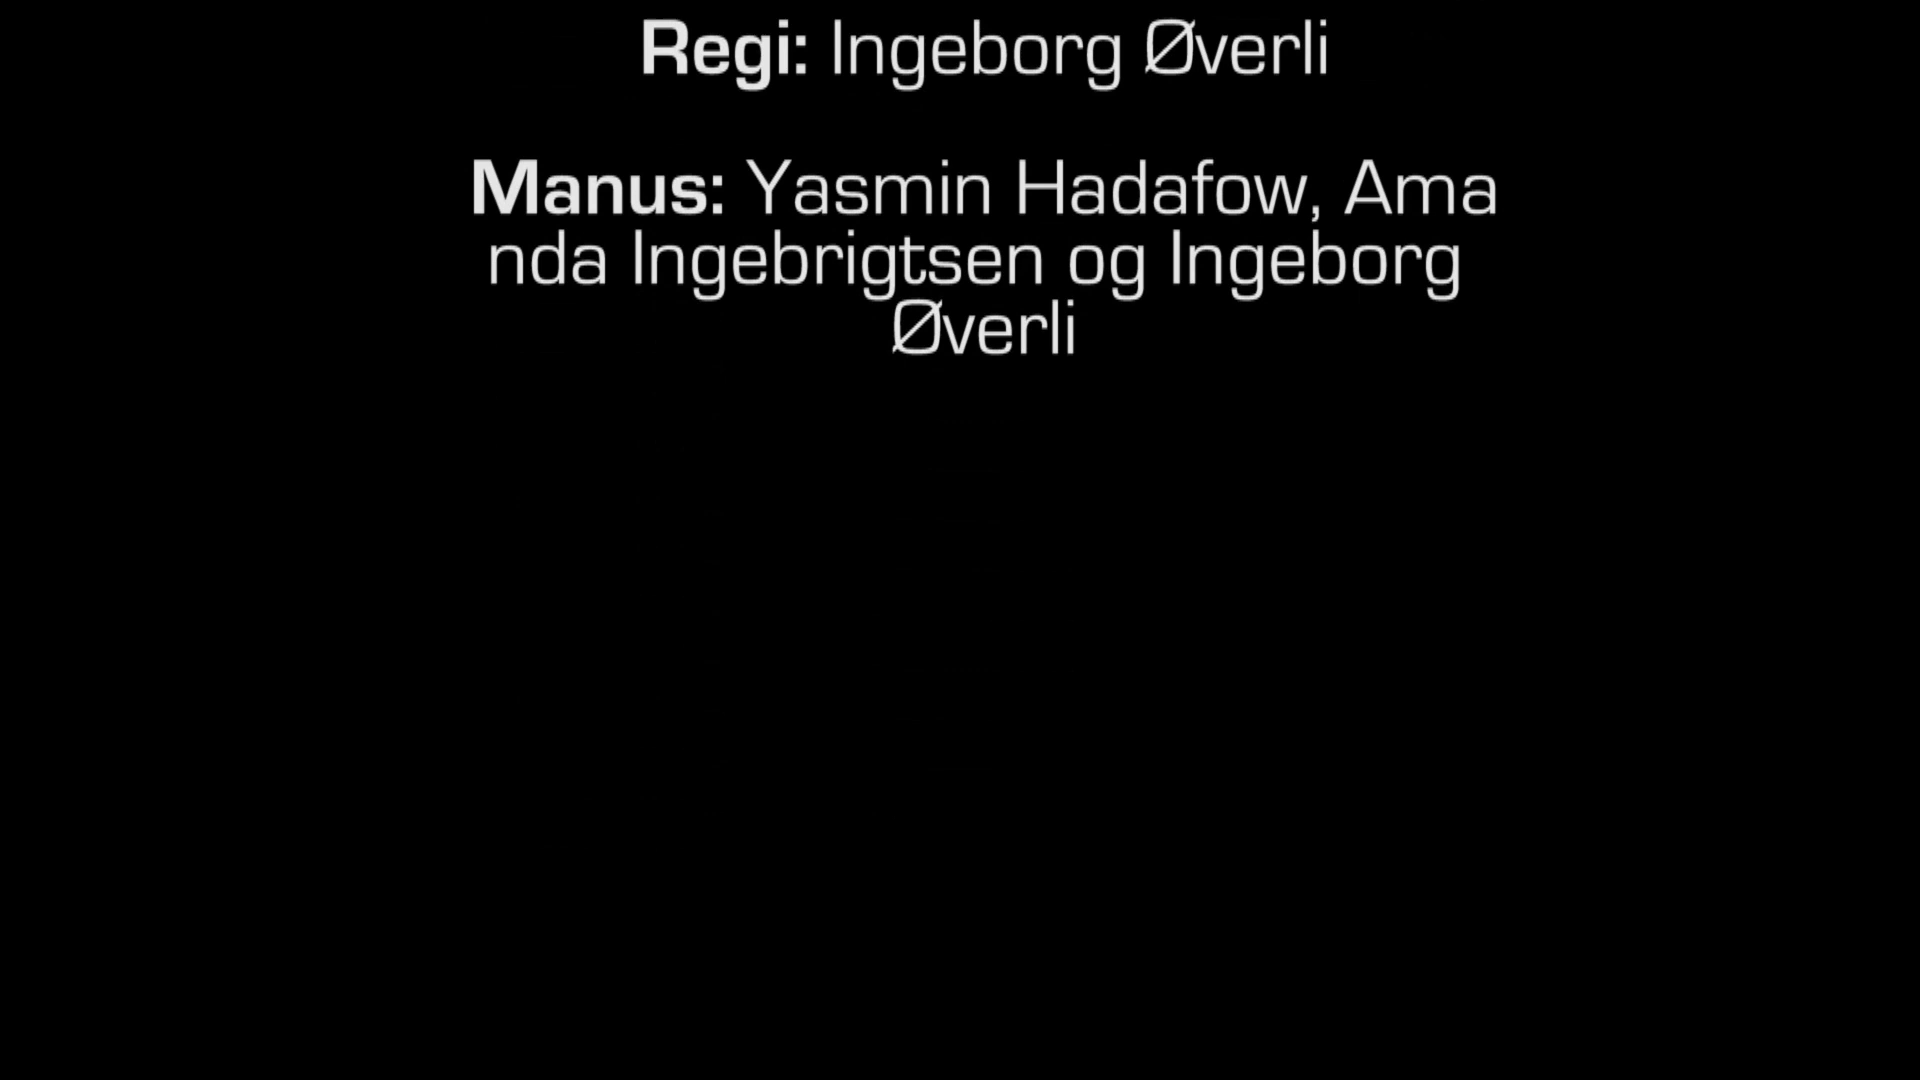 Regi: Ingeborg Øverli
Manus: Yasmin Hadafow, Ama
nda Ingebrigtsen og Ingeborg
Øverli